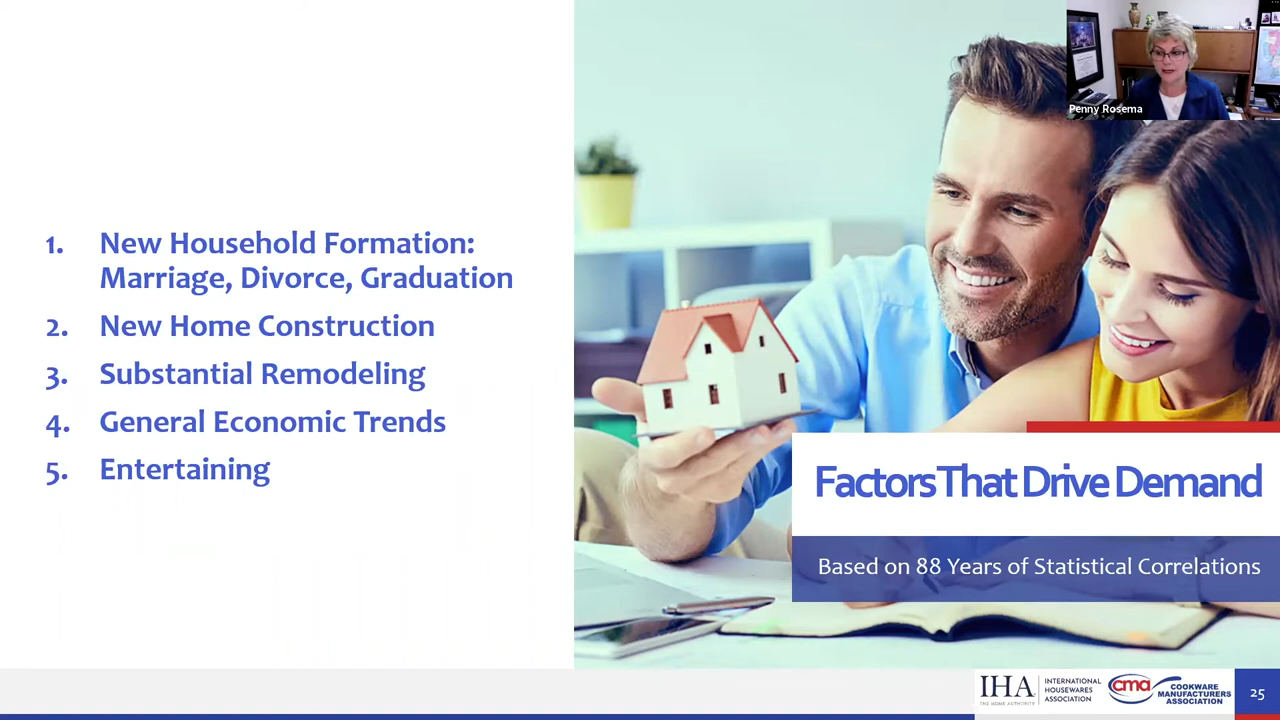 Penny Rosema
1. New Household Formation:
Marriage, Divorce, Graduation
2. New Home Construction
3. Substantial Remodeling
4. General Economic Trends
5. Entertaining
Factors That Drive Demand
Based on 88 Years of Statistical Correlations
IHA
THE HOME AUTHORITY
INTERNATIONAL
HOUSEWARES
ASSOCIATION
cma
COOKWARE
MANUFACTURERS
ASSOCIATION
25